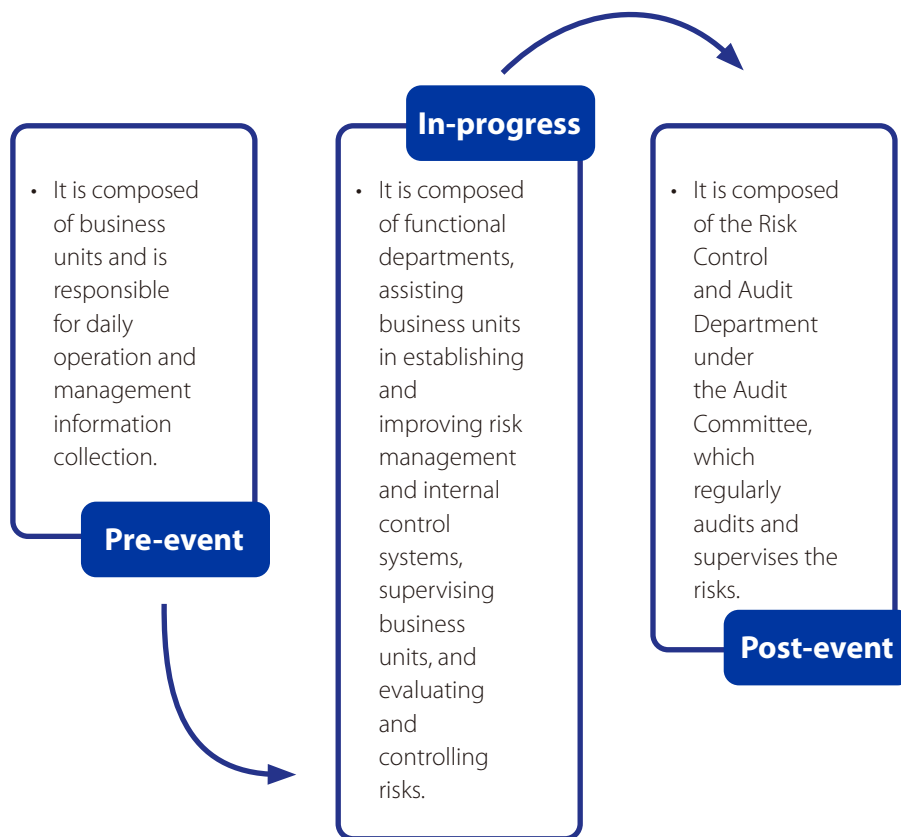 • It is composed
of business
units and is
responsible
for daily
operation and
management
information
collection.
Pre-event
In-progress
• It is composed
of functional
departments,
assisting
business units
in establishing
and
improving risk
management
and internal
control
systems,
supervising
business
units, and
evaluating
and
controlling
risks.
• It is composed
of the Risk
Control
and Audit
Department
under
the Audit
Committee,
which
regularly
audits and
supervises the
risks.
Post-event